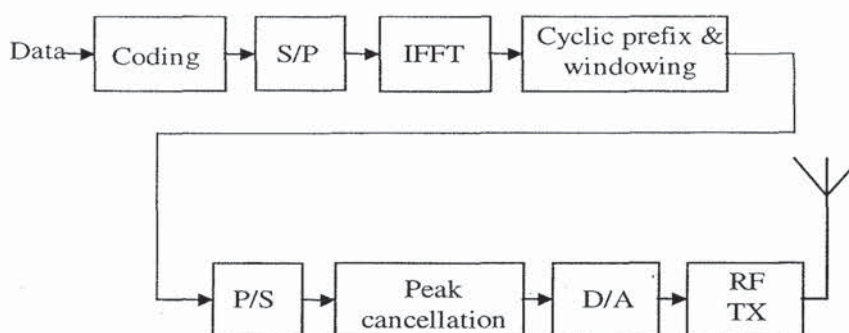 Data
Coding
S/P
IFFT
Cyclic prefix &
windowing
P/S
Peak
cancellation
D/A
RF
TX